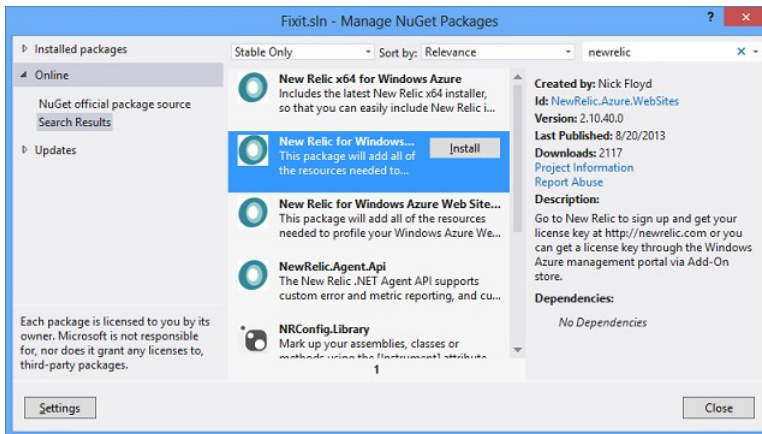 Fixit.sln - Manage NuGet Packages
?
Installed packages
Online
NuGet official package source
Search Results
Updates
Each package is licensed to you by its
owner. Microsoft is not responsible
for, nor does it grant any licenses to,
third-party packages.
Stable Only
Sort by: Relevance
New Relic x64 for Windows Azure
Includes the latest New Relic x64 installer,
so that you can easily include New Relic i...
New Relic for Windows...
This package will add all of
the resources needed to...
Install
New Relic for Windows Azure Web Site...
This package will add all of the resources
needed to profile your Windows Azure We...
NewRelic.Agent.Api
The New Relic .NET Agent API supports
custom error and metric reporting, and cu...
NRConfig.Library
Mark up your assemblies, classes or
methods using the [Instrument] attribute
1
newrelic
Created by: Nick Floyd
Id: NewRelic.Azure.WebSites
Version: 2.10.40.0
Last Published: 8/20/2013
Downloads: 2117
Project Information
Report Abuse
Description:
Go to New Relic to sign up and get your
license key at http://newrelic.com or you
can get a license key through the Windows
Azure management portal via Add-On
store.
Dependencies:
No Dependencies
Settings
Close